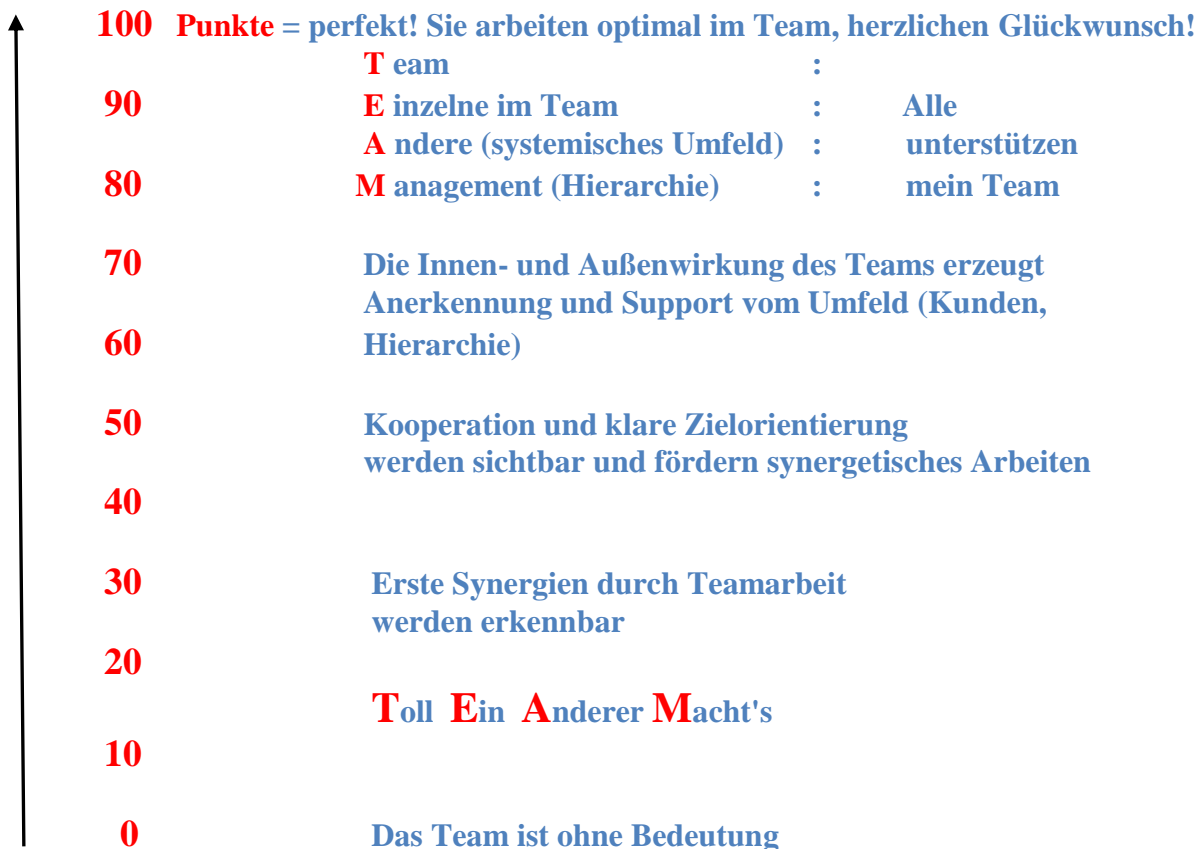 100 Punkte = perfekt! Sie arbeiten optimal im Team, herzlichen Glückwunsch!
T eam :
90 E inzelne im Team : Alle
A ndere (systemisches Umfeld) : unterstützen
80 M anagement (Hierarchie) : mein Team
70 Die Innen- und Außenwirkung des Teams erzeugt
Anerkennung und Support vom Umfeld (Kunden,
60 Hierarchie)
50 Kooperation und klare Zielorientierung
werden sichtbar und fördern synergetisches Arbeiten
40
30 Erste Synergien durch Teamarbeit
werden erkennbar
20
Toll Ein Anderer Macht's
10
0 Das Team ist ohne Bedeutung